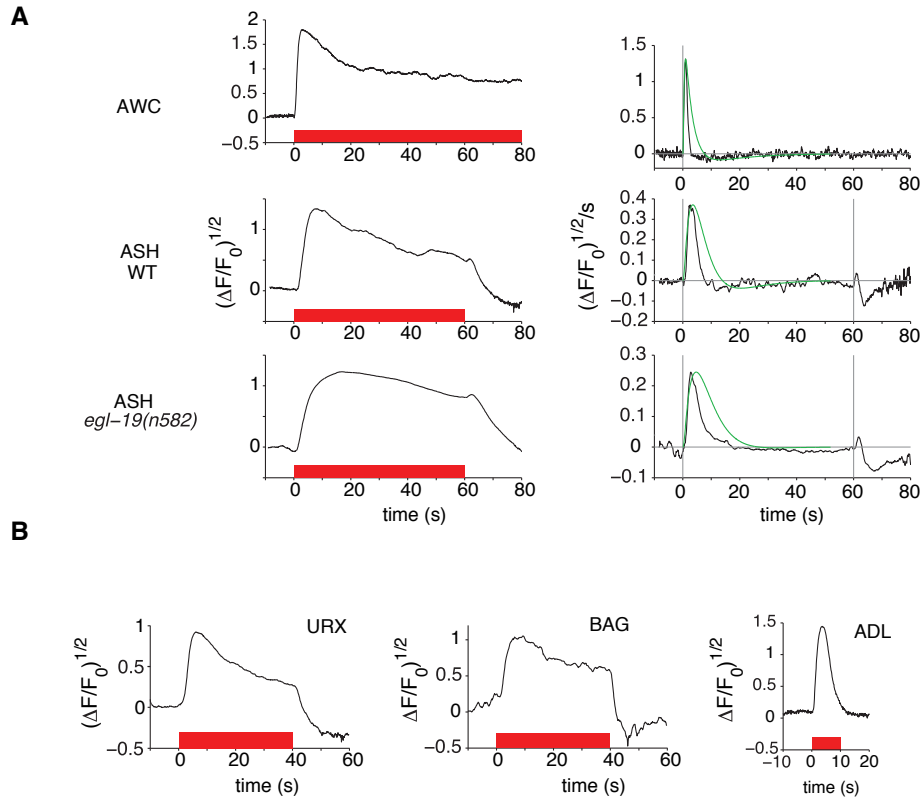 A
AWC
2
1.5
1
0.5
0
−0.5
0 20 40 60 80
1.5
1
0.5
0
0 20 40 60 80
ASH
WT
(ΔF/F0)1/2
1
0
0 20 40 60 80
(ΔF/F0)1/2/s
0.4
0.3
0.2
0.1
0
−0.1
−0.2
0 20 40 60 80
ASH
egl−19(n582)
1
0
0 20 40 60 80
time (s)
0.3
0.2
0.1
0
−0.1
0 20 40 60 80
time (s)
B
URX
(ΔF/F0)1/2
1
0.5
0
−0.5
0 20 40 60
time (s)
BAG
ΔF/F0)1/2
1
0.5
0
−0.5
0 20 40 60
time (s)
ADL
ΔF/F0)1/2
1.5
1
0.5
0
−0.5
−10 0 10 20
time (s)